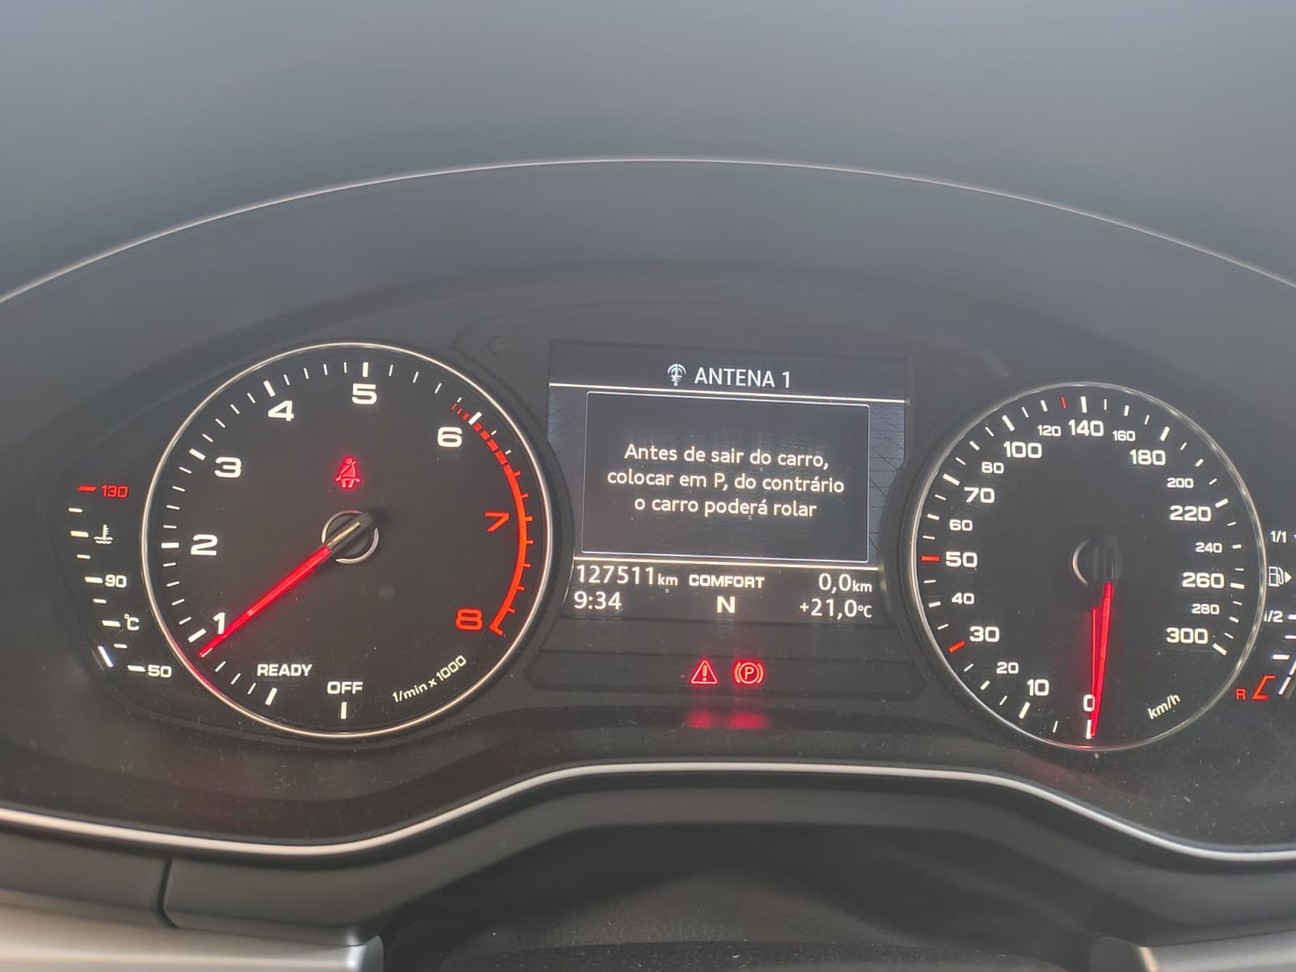 ANTENA 1
Antes de sair do carro,
colocar em P, do contrário
o carro poderá rolar
127511km COMFORT 0,0km
9:34 N +21,0°C
130
90
°C
50
1
2
3
4
5
6
7
8
READY
OFF
1/min x 1000
0
10
20
30
40
50
60
70
80
100
120
140
160
180
200
220
240
260
280
300
km/h
P
1/1
1/2
R